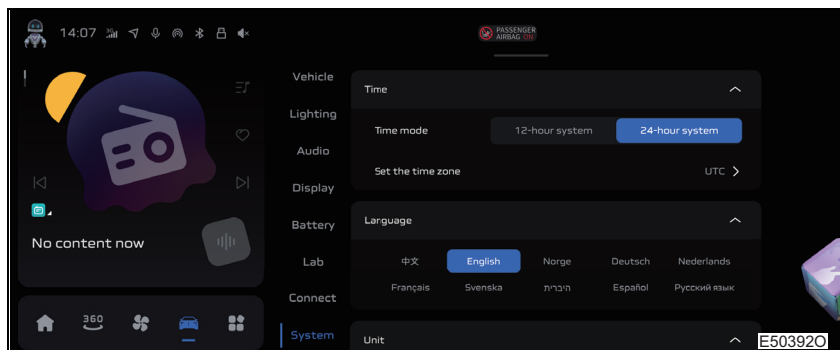 14:07 3G
PASSENGER
AIRBAG ON
No content now
360
Vehicle
Lighting
Audio
Display
Battery
Lab
Connect
System
Time
Time mode 12-hour system 24-hour system
Set the time zone UTC
Language
中文 English Norge Deutsch Nederlands
Français Svenska היברית Español Русский язык
Unit
E50392O